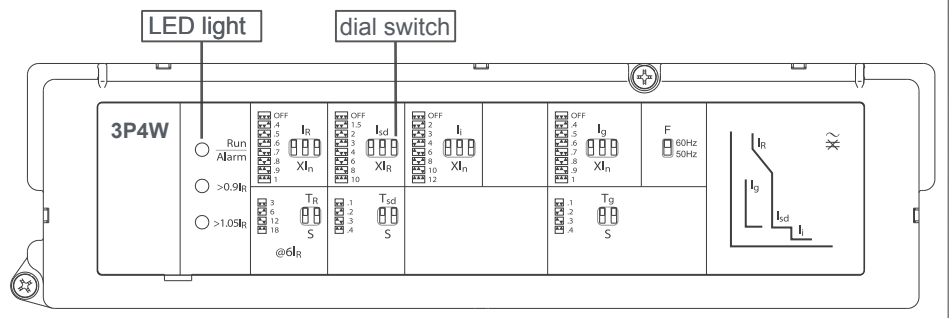 LED light
dial switch
3P4W
Run
Alarm
>0.9IR
>1.05IR
OFF
.4
.5
.6
.7
.8
.9
1
IR
XIn
OFF
1.5
2
3
4
6
8
10
Isd
XIR
OFF
2
3
4
6
8
10
12
Ii
XIn
OFF
.4
.5
.6
.7
.8
.9
1
Ig
XIn
F
60Hz
50Hz
3
6
12
18
TR
S
@6IR
.1
.2
.3
.4
Tsd
S
.1
.2
.3
.4
Tg
S
IR
Ig
Isd
Ii